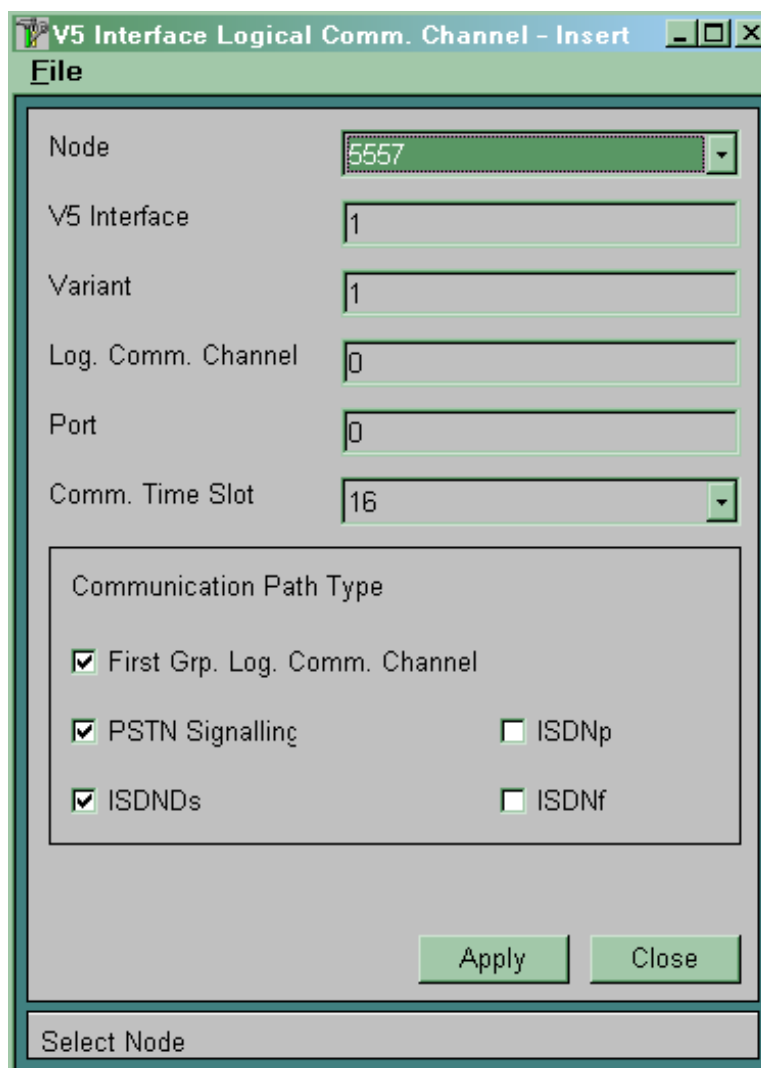 V5 Interface Logical Comm. Channel - Insert
File
Node 5557
V5 Interface 1
Variant 1
Log. Comm. Channel 0
Port 0
Comm. Time Slot 16
Communication Path Type
First Grp. Log. Comm. Channel
PSTN Signalling ISDNp
ISDNDs ISDNf
Apply Close
Select Node